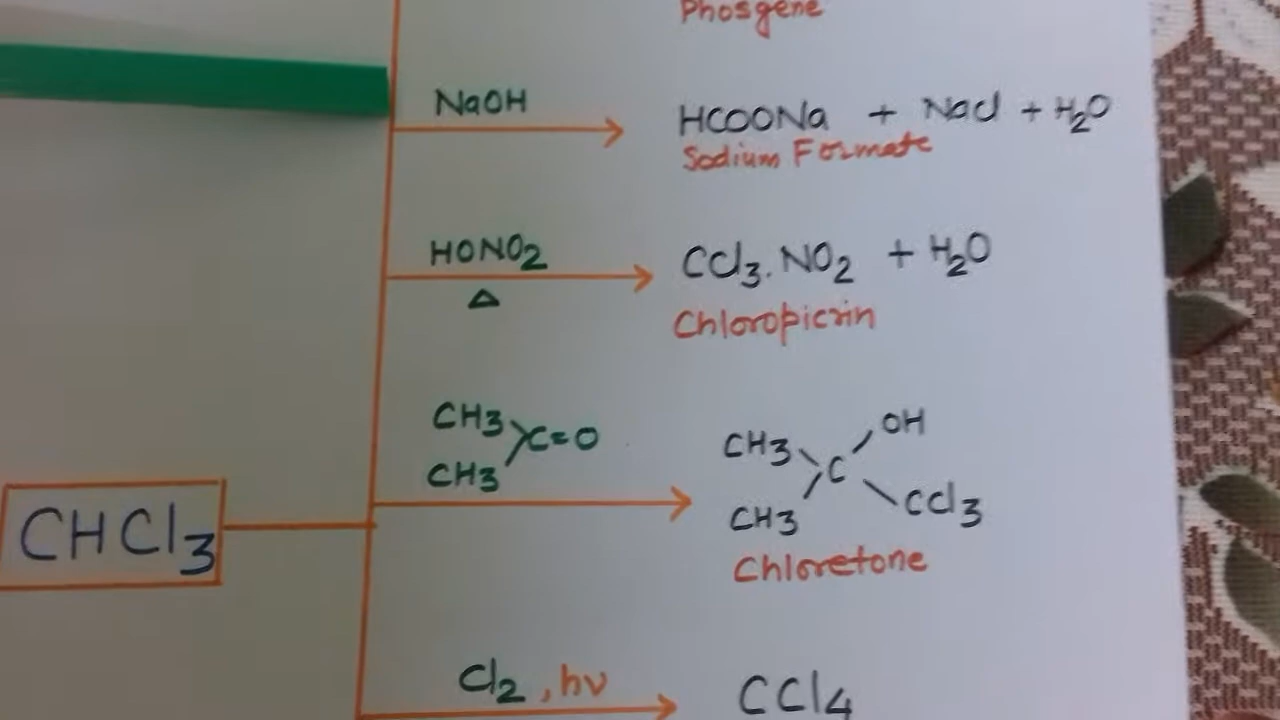 Phosgene
NaOH
HCOONa + NaCl + H2O
Sodium Formate
HONO2
Δ
CCl3.NO2 + H2O
Chloropicrin
CH3
C=O
CH3
CH3
OH
C
CH3
CCl3
Chloretone
CHCl3
Cl2, hν
CCl4